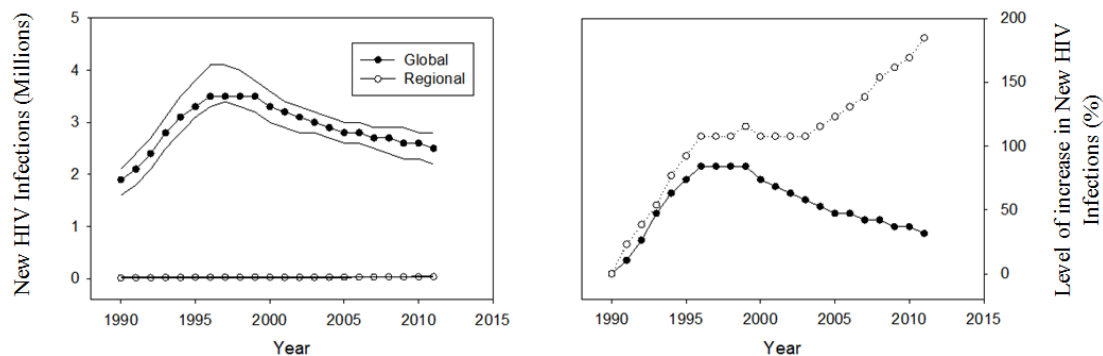 New HIV Infections (Millions)
5
4
3
2
1
0
Global
Regional
1990 1995 2000 2005 2010 2015
Year
200
150
100
50
0
Level of increase in New HIV
Infections (%)
1990 1995 2000 2005 2010 2015
Year